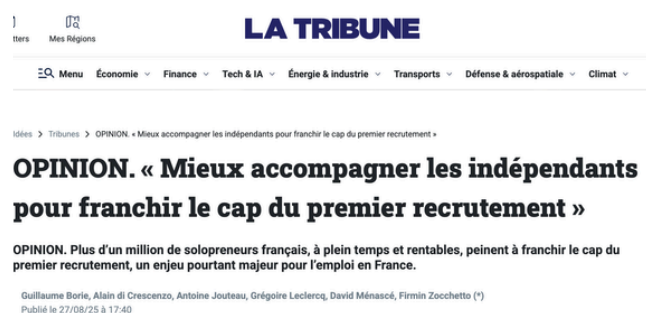 tters
Mes Régions
LA TRIBUNE
Menu Économie Finance Tech & IA Énergie & industrie Transports Défense & aérospatiale Climat
Idées > Tribunes > OPINION. « Mieux accompagner les indépendants pour franchir le cap du premier recrutement »
OPINION. « Mieux accompagner les indépendants
pour franchir le cap du premier recrutement »
OPINION. Plus d’un million de solopreneurs français, à plein temps et rentables, peinent à franchir le cap du
premier recrutement, un enjeu pourtant majeur pour l’emploi en France.
Guillaume Borie, Alain di Crescenzo, Antoine Jouteau, Grégoire Leclercq, David Ménascé, Firmin Zocchetto (*)
Publié le 27/08/25 à 17:40